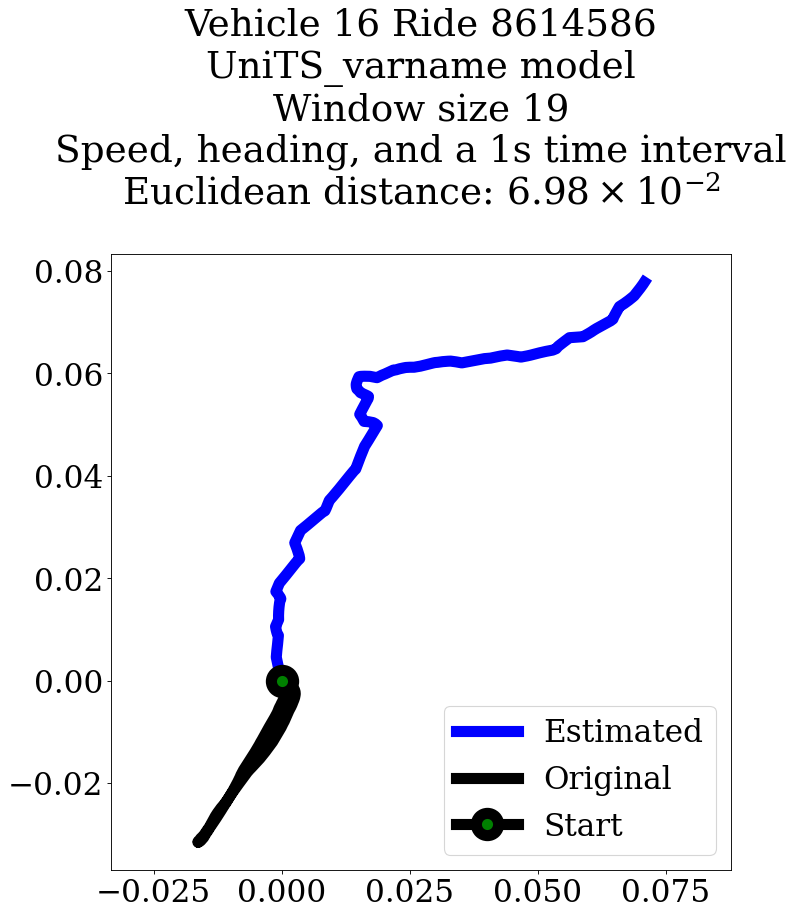 Vehicle 16 Ride 8614586
UniTS_varname model
Window size 19
Speed, heading, and a 1s time interval
Euclidean distance: 6.98 × 10⁻²
0.08
0.06
0.04
0.02
0.00
−0.02
Estimated
Original
Start
−0.025 0.000 0.025 0.050 0.075